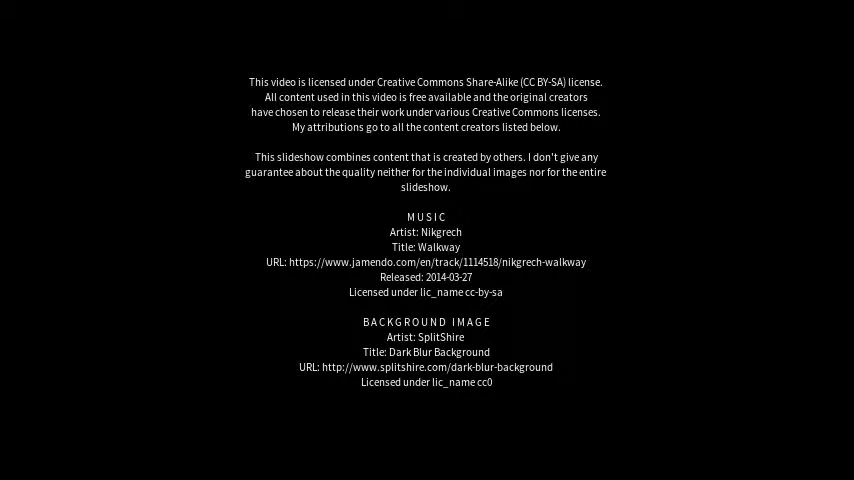 This video is licensed under Creative Commons Share-Alike (CC BY-SA) license.
All content used in this video is free available and the original creators
have chosen to release their work under various Creative Commons licenses.
My attributions go to all the content creators listed below.
This slideshow combines content that is created by others. I don't give any
guarantee about the quality neither for the individual images nor for the entire
slideshow.
M U S I C
Artist: Nikgrech
Title: Walkway
URL: https://www.jamendo.com/en/track/1114518/nikgrech-walkway
Released: 2014-03-27
Licensed under lic_name cc-by-sa
B A C K G R O U N D   I M A G E
Artist: SplitShire
Title: Dark Blur Background
URL: http://www.splitshire.com/dark-blur-background
Licensed under lic_name cc0